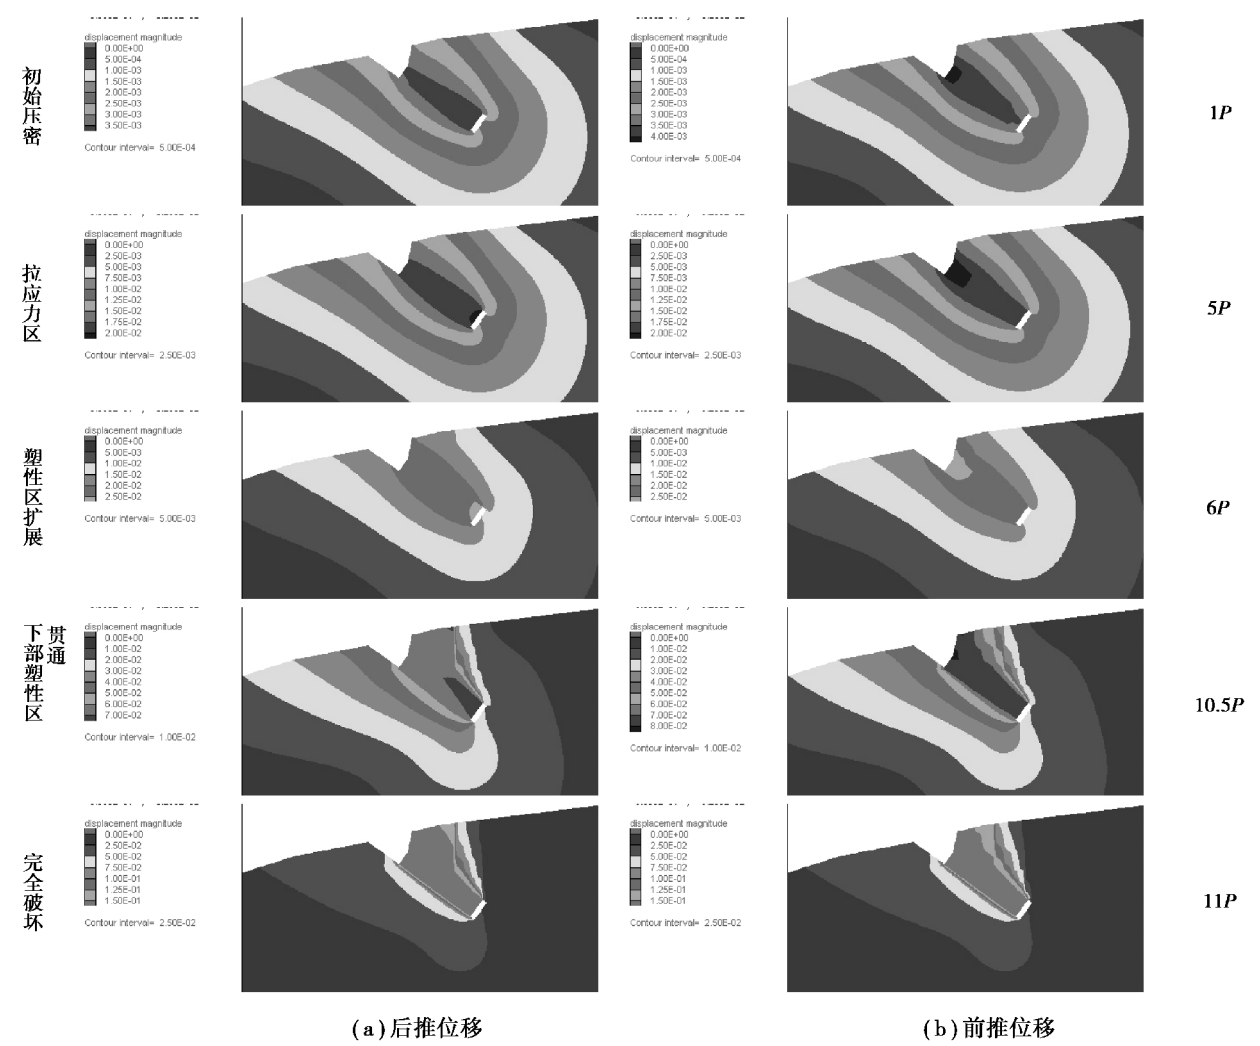 初始压密
displacement magnitude
0.00E+00
5.00E-04
1.00E-03
1.50E-03
2.00E-03
2.50E-03
3.00E-03
3.50E-03
Contour interval= 5.00E-04
displacement magnitude
0.00E+00
5.00E-04
1.00E-03
1.50E-03
2.00E-03
2.50E-03
3.00E-03
3.50E-03
4.00E-03
Contour interval= 5.00E-04
1P
拉应力区
displacement magnitude
0.00E+00
2.50E-03
5.00E-03
7.50E-03
1.00E-02
1.25E-02
1.50E-02
1.75E-02
2.00E-02
Contour interval= 2.50E-03
displacement magnitude
0.00E+00
2.50E-03
5.00E-03
7.50E-03
1.00E-02
1.25E-02
1.50E-02
1.75E-02
2.00E-02
Contour interval= 2.50E-03
5P
塑性区扩展
displacement magnitude
0.00E+00
5.00E-03
1.00E-02
1.50E-02
2.00E-02
2.50E-02
Contour interval= 5.00E-03
displacement magnitude
0.00E+00
5.00E-03
1.00E-02
1.50E-02
2.00E-02
2.50E-02
Contour interval= 5.00E-03
6P
下部塑性区
贯通
displacement magnitude
0.00E+00
1.00E-02
2.00E-02
3.00E-02
4.00E-02
5.00E-02
6.00E-02
7.00E-02
Contour interval= 1.00E-02
displacement magnitude
0.00E+00
1.00E-02
2.00E-02
3.00E-02
4.00E-02
5.00E-02
6.00E-02
7.00E-02
8.00E-02
Contour interval= 1.00E-02
10.5P
完全破坏
displacement magnitude
0.00E+00
2.50E-02
5.00E-02
7.50E-02
1.00E-01
1.25E-01
1.50E-01
Contour interval= 2.50E-02
displacement magnitude
0.00E+00
2.50E-02
5.00E-02
7.50E-02
1.00E-01
1.25E-01
1.50E-01
Contour interval= 2.50E-02
11P
(a)后推位移
(b)前推位移